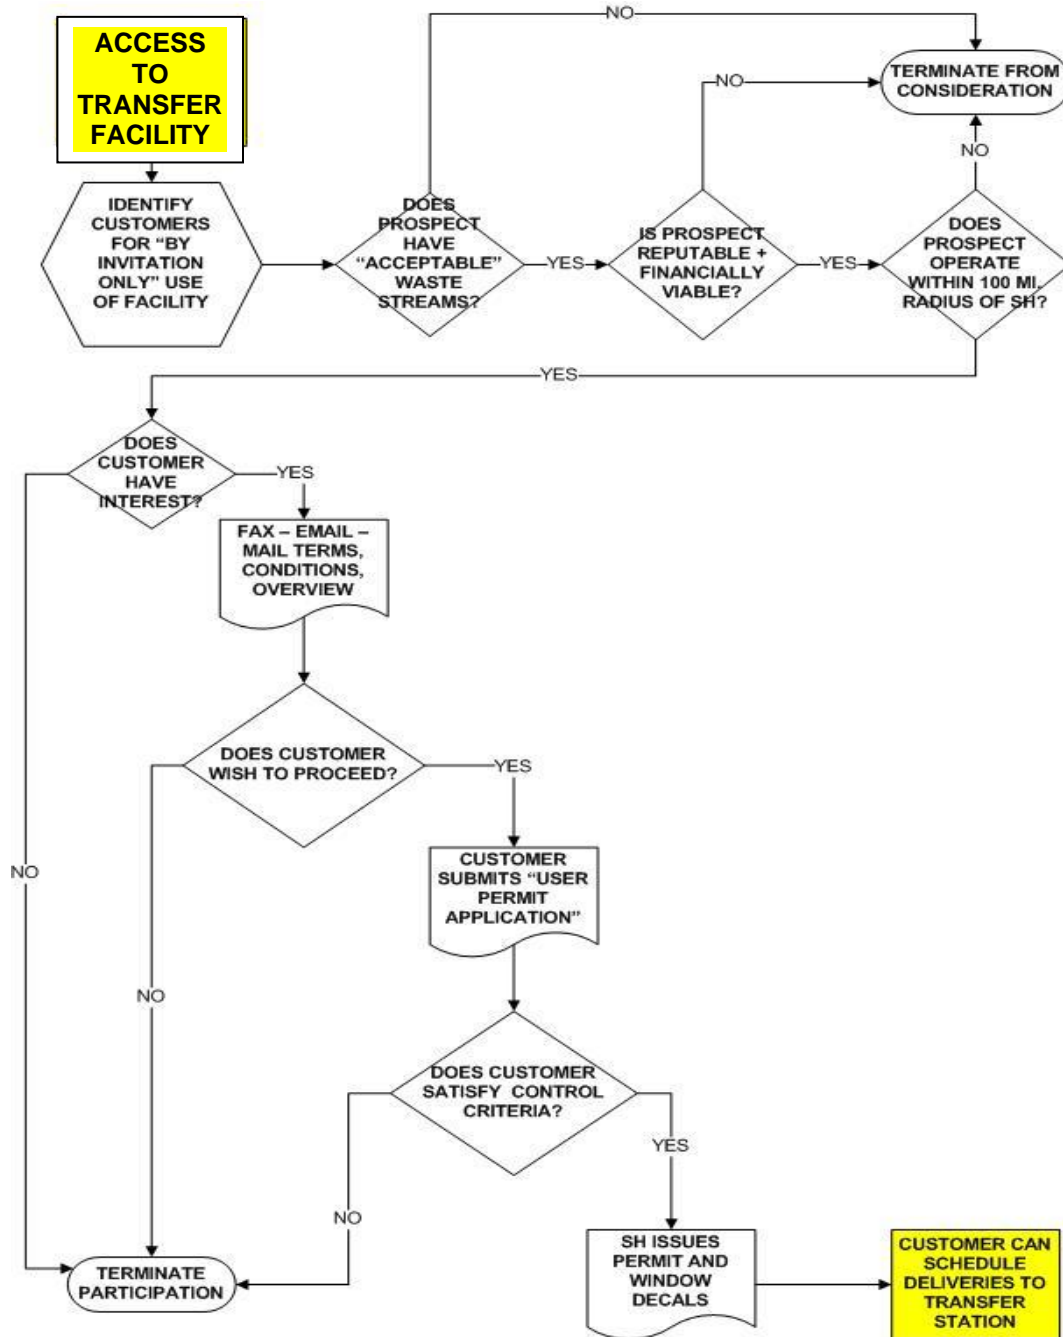 ACCESS
TO
TRANSFER
FACILITY
NO
TERMINATE FROM
CONSIDERATION
NO
NO
IDENTIFY
CUSTOMERS
FOR “BY
INVITATION
ONLY” USE
OF FACILITY
DOES
PROSPECT
HAVE
“ACCEPTABLE”
WASTE
STREAMS?
YES
IS PROSPECT
REPUTABLE +
FINANCIALLY
VIABLE?
YES
DOES
PROSPECT
OPERATE
WITHIN 100 MI.
RADIUS OF SH?
YES
DOES
CUSTOMER
HAVE
INTEREST?
YES
FAX – EMAIL –
MAIL TERMS,
CONDITIONS,
OVERVIEW
DOES CUSTOMER
WISH TO PROCEED?
YES
NO
CUSTOMER
SUBMITS “USER
PERMIT
APPLICATION”
NO
DOES CUSTOMER
SATISFY CONTROL
CRITERIA?
YES
NO
TERMINATE
PARTICIPATION
SH ISSUES
PERMIT AND
WINDOW
DECALS
CUSTOMER CAN
SCHEDULE
DELIVERIES TO
TRANSFER
STATION